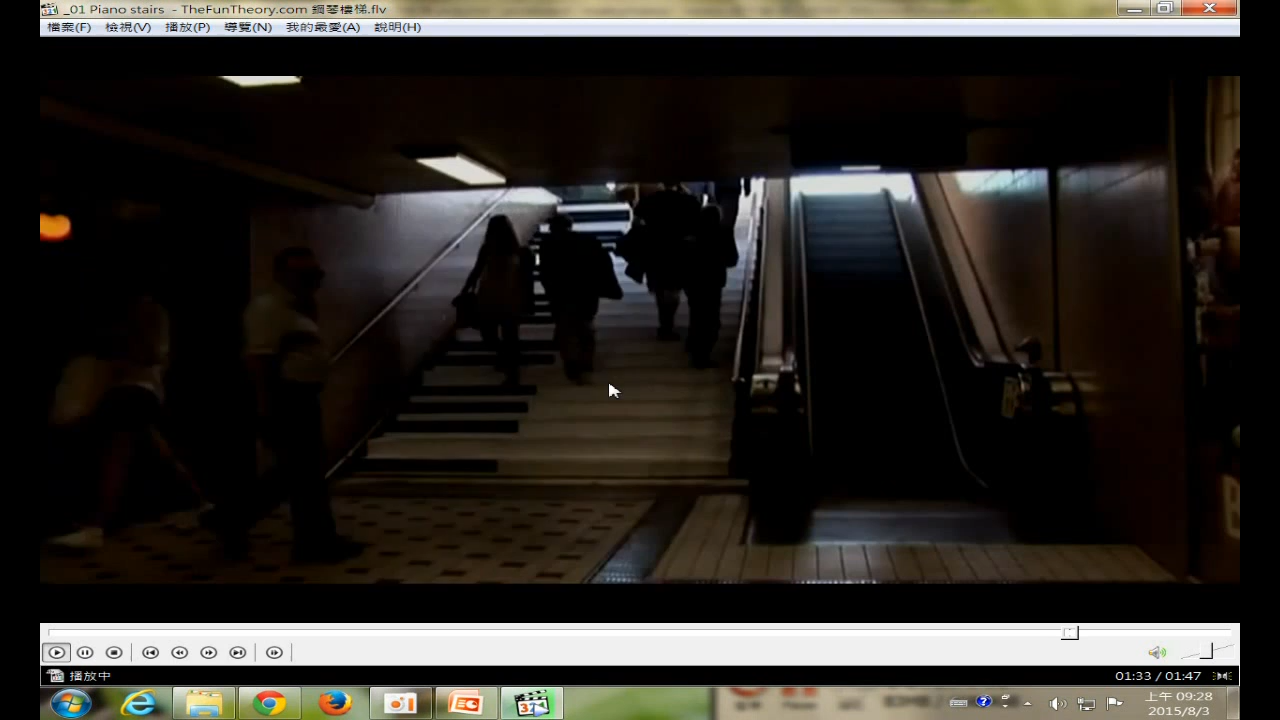 _01 Piano stairs - TheFunTheory.com 鋼琴樓梯.flv
檔案(F) 檢視(V) 播放(P) 導覽(N) 我的最愛(A) 說明(H)
播放中
01:33 / 01:47
上午 09:28
2015/8/3